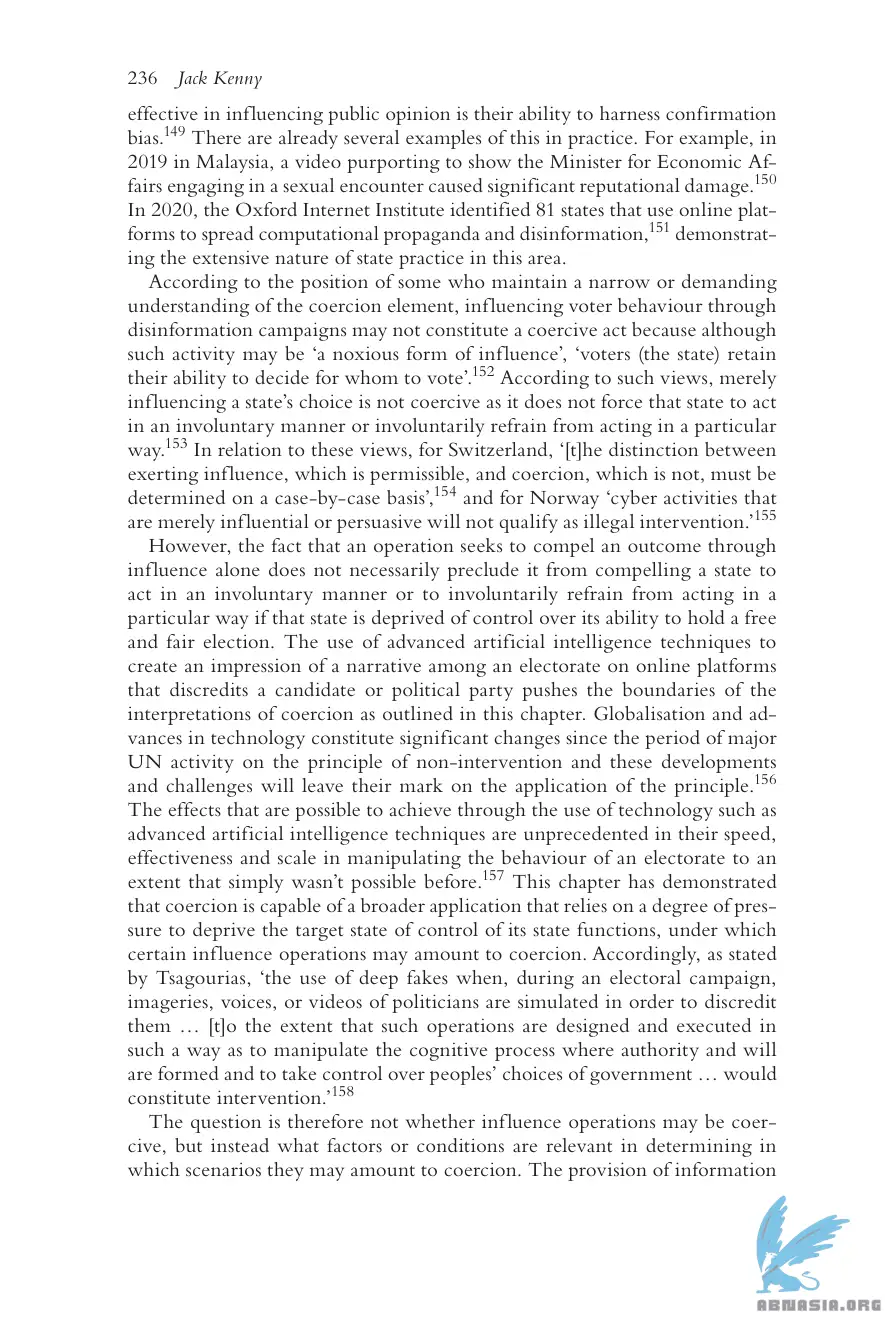 236 Jack Kenny
effective in influencing public opinion is their ability to harness confirmation
bias.149 There are already several examples of this in practice. For example, in
2019 in Malaysia, a video purporting to show the Minister for Economic Af-
fairs engaging in a sexual encounter caused significant reputational damage.150
In 2020, the Oxford Internet Institute identified 81 states that use online plat-
forms to spread computational propaganda and disinformation,151 demonstrat-
ing the extensive nature of state practice in this area.
According to the position of some who maintain a narrow or demanding
understanding of the coercion element, influencing voter behaviour through
disinformation campaigns may not constitute a coercive act because although
such activity may be ‘a noxious form of influence’, ‘voters (the state) retain
their ability to decide for whom to vote’.152 According to such views, merely
influencing a state’s choice is not coercive as it does not force that state to act
in an involuntary manner or involuntarily refrain from acting in a particular
way.153 In relation to these views, for Switzerland, ‘[t]he distinction between
exerting influence, which is permissible, and coercion, which is not, must be
determined on a case-by-case basis’,154 and for Norway ‘cyber activities that
are merely influential or persuasive will not qualify as illegal intervention.’155
However, the fact that an operation seeks to compel an outcome through
influence alone does not necessarily preclude it from compelling a state to
act in an involuntary manner or to involuntarily refrain from acting in a
particular way if that state is deprived of control over its ability to hold a free
and fair election. The use of advanced artificial intelligence techniques to
create an impression of a narrative among an electorate on online platforms
that discredits a candidate or political party pushes the boundaries of the
interpretations of coercion as outlined in this chapter. Globalisation and ad-
vances in technology constitute significant changes since the period of major
UN activity on the principle of non-intervention and these developments
and challenges will leave their mark on the application of the principle.156
The effects that are possible to achieve through the use of technology such as
advanced artificial intelligence techniques are unprecedented in their speed,
effectiveness and scale in manipulating the behaviour of an electorate to an
extent that simply wasn’t possible before.157 This chapter has demonstrated
that coercion is capable of a broader application that relies on a degree of pres-
sure to deprive the target state of control of its state functions, under which
certain influence operations may amount to coercion. Accordingly, as stated
by Tsagourias, ‘the use of deep fakes when, during an electoral campaign,
imageries, voices, or videos of politicians are simulated in order to discredit
them … [t]o the extent that such operations are designed and executed in
such a way as to manipulate the cognitive process where authority and will
are formed and to take control over peoples’ choices of government … would
constitute intervention.’158
The question is therefore not whether influence operations may be coer-
cive, but instead what factors or conditions are relevant in determining in
which scenarios they may amount to coercion. The provision of information
ABNASIA.ORG